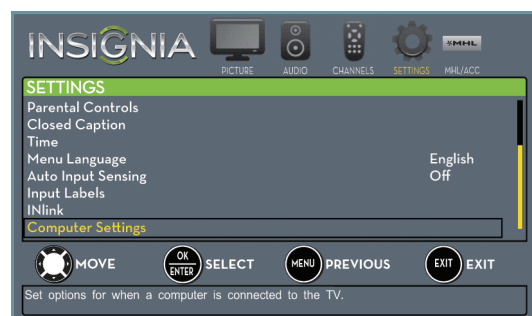 INSIGNIA
PICTURE AUDIO CHANNELS SETTINGS MHL MHL/ACC
SETTINGS
Parental Controls
Closed Caption
Time
Menu Language English
Auto Input Sensing Off
Input Labels
INlink
Computer Settings
MOVE OK ENTER SELECT MENU PREVIOUS EXIT EXIT
Set options for when a computer is connected to the TV.